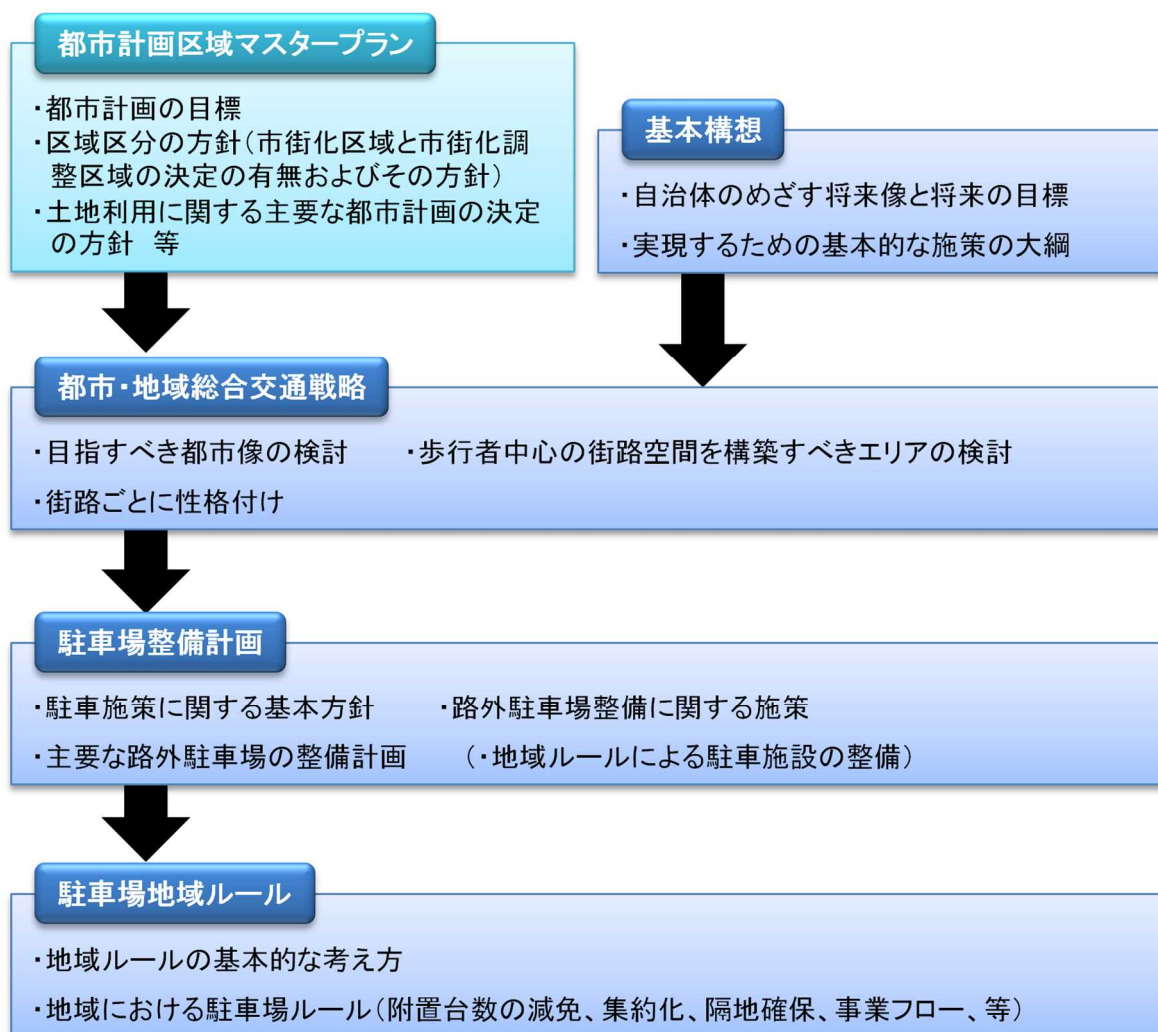 都市計画区域マスタープラン
・都市計画の目標
・区域区分の方針（市街化区域と市街化調
整区域の決定の有無およびその方針）
・土地利用に関する主要な都市計画の決定
の方針　等
基本構想
・自治体のめざす将来像と将来の目標
・実現するための基本的な施策の大綱
都市・地域総合交通戦略
・目指すべき都市像の検討　　・歩行者中心の街路空間を構築すべきエリアの検討
・街路ごとに性格付け
駐車場整備計画
・駐車施策に関する基本方針　　・路外駐車場整備に関する施策
・主要な路外駐車場の整備計画　　（・地域ルールによる駐車施設の整備）
駐車場地域ルール
・地域ルールの基本的な考え方
・地域における駐車場ルール（附置台数の減免、集約化、隔地確保、事業フロー、等）